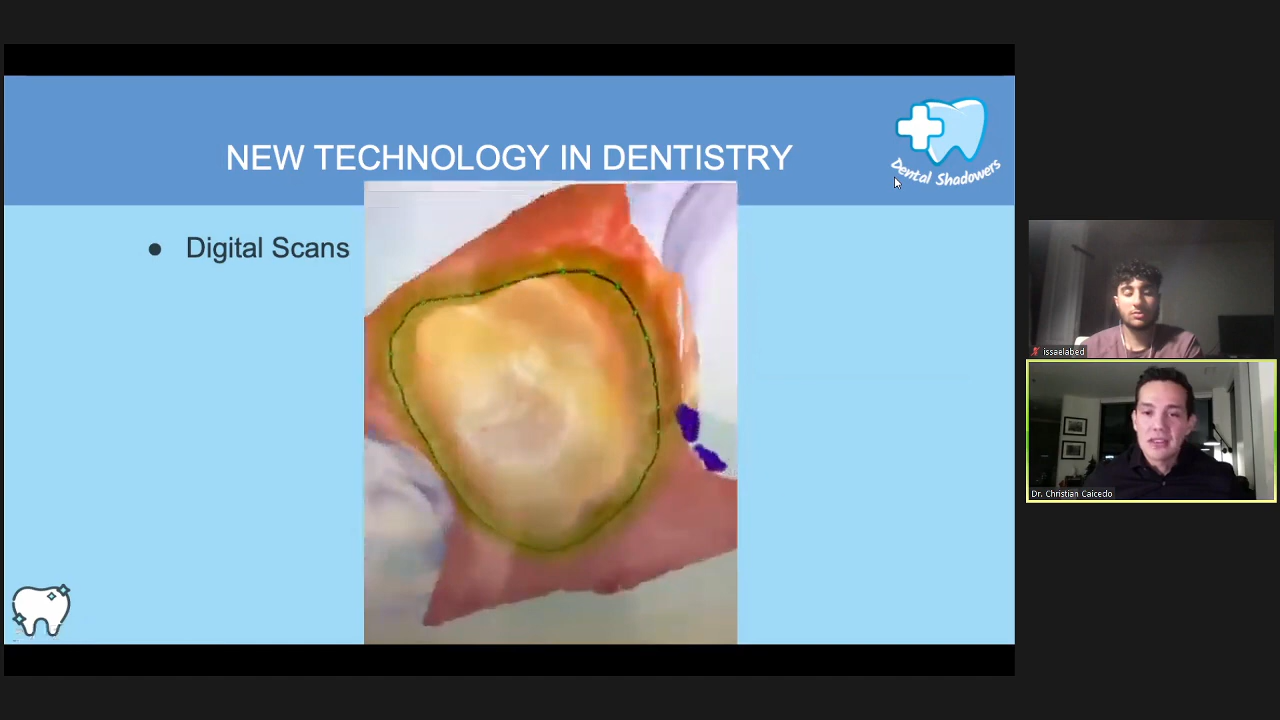 NEW TECHNOLOGY IN DENTISTRY
Dental Shadowers
● Digital Scans
issaelabed
Dr. Christian Caicedo